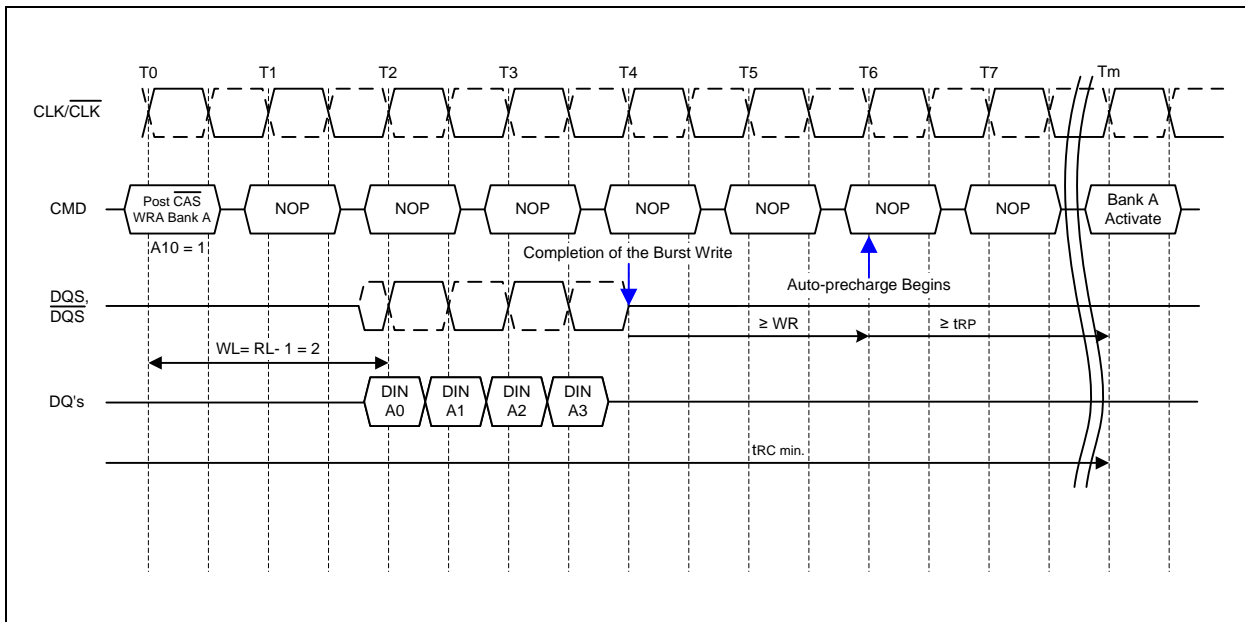 T0 T1 T2 T3 T4 T5 T6 T7 Tm
CLK/CLK
CMD
Post CAS
WRA Bank A
NOP NOP NOP NOP NOP NOP NOP
Bank A
Activate
A10 = 1
Completion of the Burst Write
Auto-precharge Begins
DQS,
DQS
≥ WR
≥ tRP
WL= RL- 1 = 2
DQ's
DIN
A0
DIN
A1
DIN
A2
DIN
A3
tRC min.